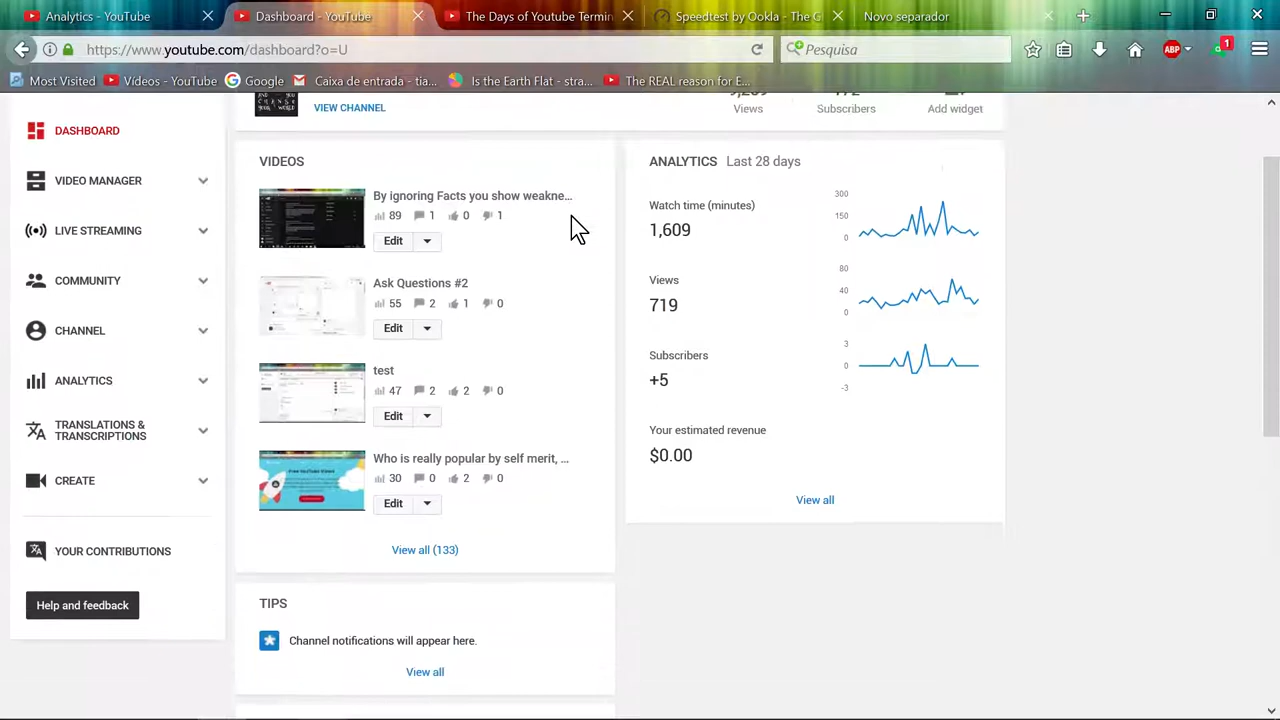 Analytics - YouTube
Dashboard - YouTube
The Days of Youtube Termin
Speedtest by Ookla - The Gl
Novo separador
https://www.youtube.com/dashboard?o=U
Pesquisa
ABP
1
Most Visited
Vídeos - YouTube
Google
Caixa de entrada - tia...
Is the Earth Flat - stra...
The REAL reason for E...
VIEW CHANNEL
Views
Subscribers
Add widget
DASHBOARD
VIDEO MANAGER
LIVE STREAMING
COMMUNITY
CHANNEL
ANALYTICS
TRANSLATIONS &
TRANSCRIPTIONS
CREATE
YOUR CONTRIBUTIONS
Help and feedback
VIDEOS
By ignoring Facts you show weakne...
89 1 0 1
Edit
Ask Questions #2
55 2 1 0
Edit
test
47 2 2 0
Edit
Who is really popular by self merit, ...
30 0 2 0
Edit
View all (133)
TIPS
Channel notifications will appear here.
View all
ANALYTICS Last 28 days
Watch time (minutes)
1,609
300
150
0
Views
719
80
40
0
Subscribers
+5
3
0
-3
Your estimated revenue
$0.00
View all